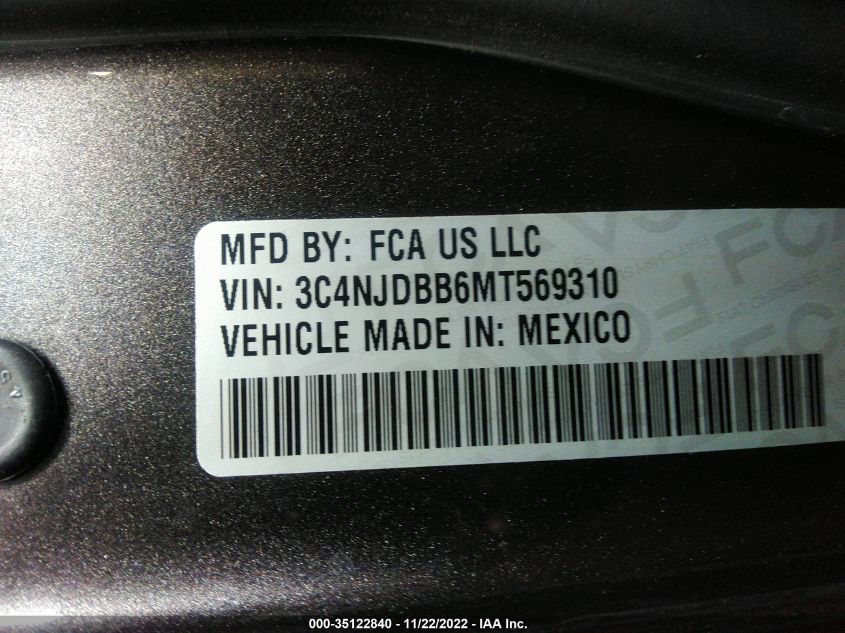 MFD BY: FCA US LLC
VIN: 3C4NJDBB6MT569310
VEHICLE MADE IN: MEXICO
000-35122840 - 11/22/2022 - IAA Inc.